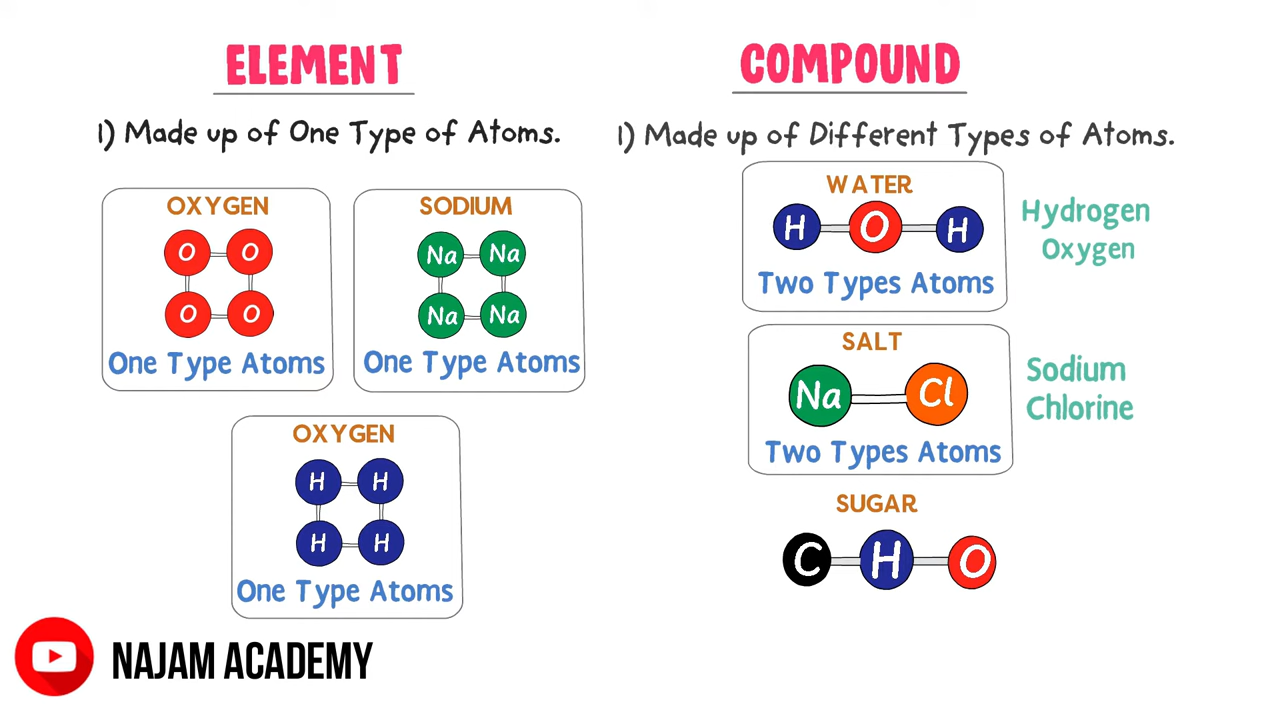 ELEMENT
1) Made up of One Type of Atoms.
OXYGEN
O O
O O
One Type Atoms
SODIUM
Na Na
Na Na
One Type Atoms
OXYGEN
H H
H H
One Type Atoms
COMPOUND
1) Made up of Different Types of Atoms.
WATER
H O H
Two Types Atoms
Hydrogen
Oxygen
SALT
Na Cl
Two Types Atoms
Sodium
Chlorine
SUGAR
C H O
NAJAM ACADEMY